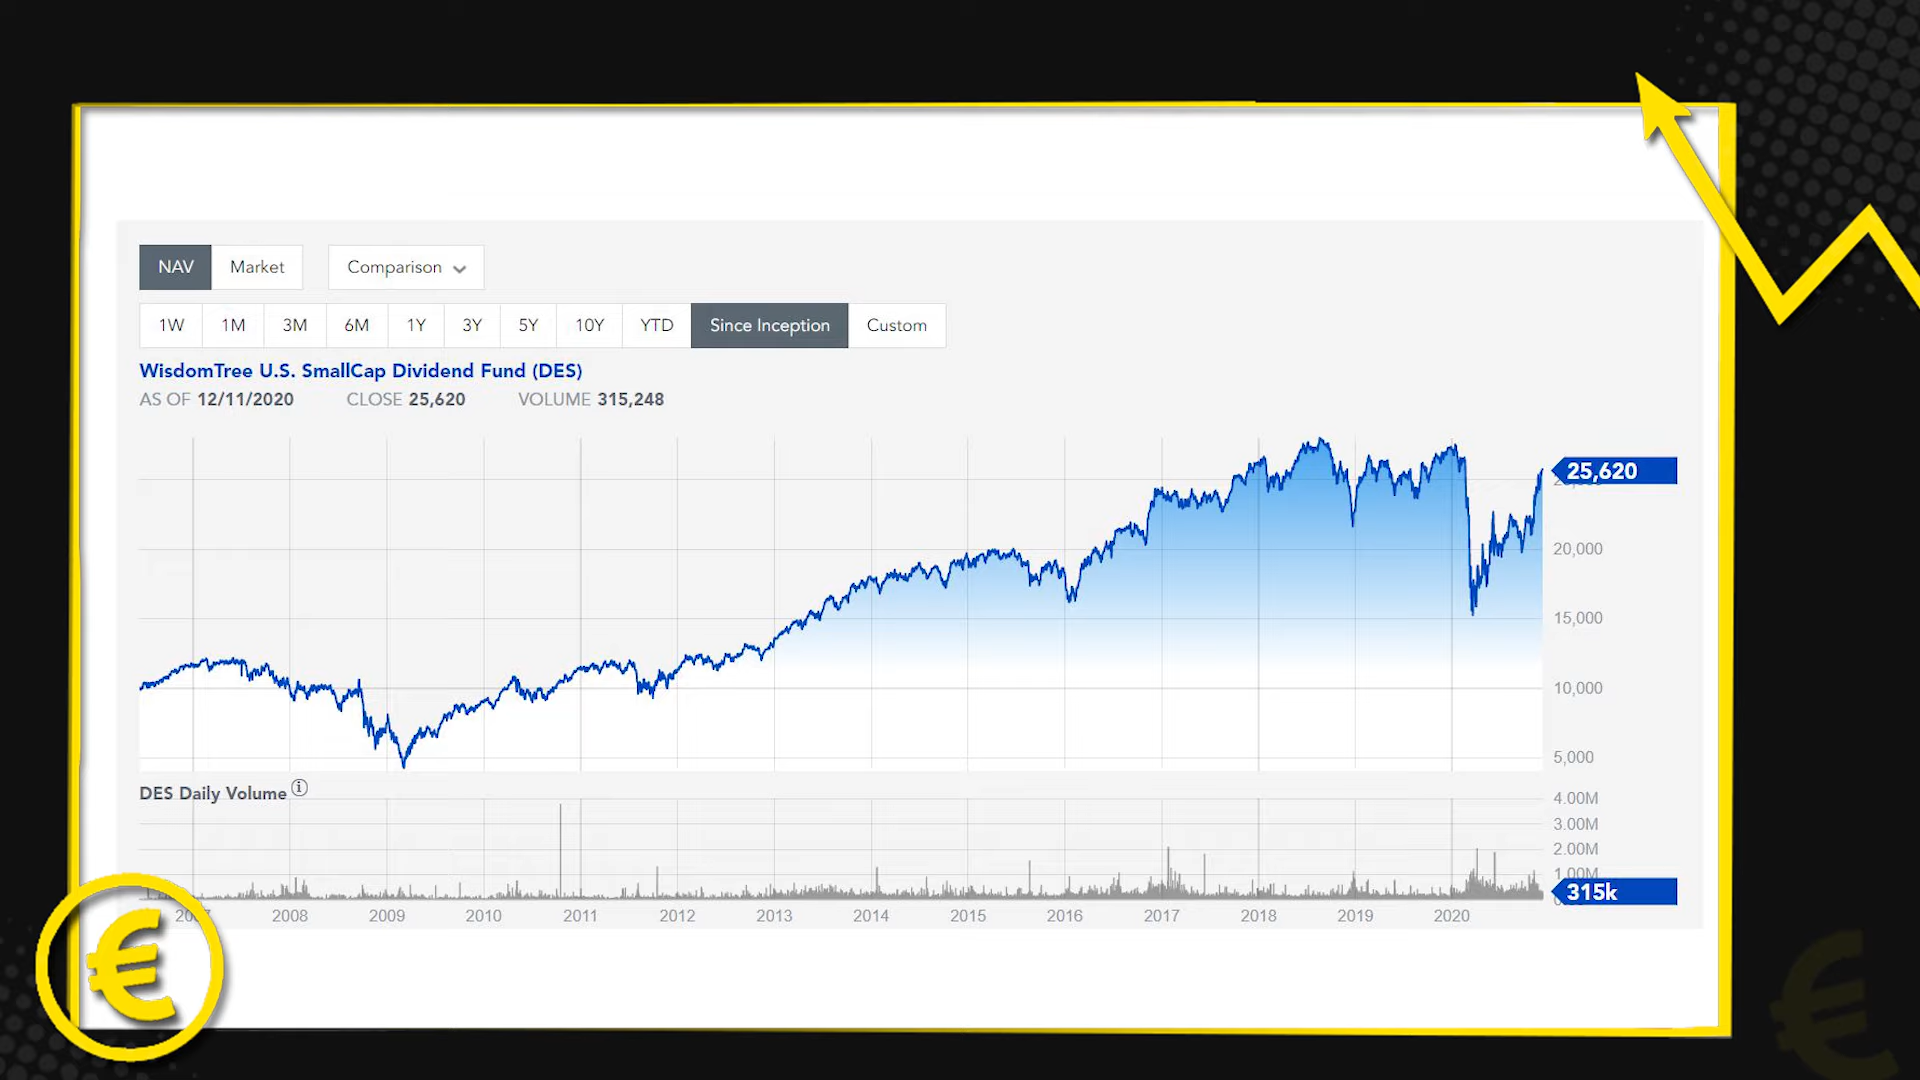 NAV Market Comparison
1W 1M 3M 6M 1Y 3Y 5Y 10Y YTD Since Inception Custom
WisdomTree U.S. SmallCap Dividend Fund (DES)
AS OF 12/11/2020 CLOSE 25,620 VOLUME 315,248
25,620
20,000
15,000
10,000
5,000
DES Daily Volume
4.00M
3.00M
2.00M
1.00M
315k
2008 2009 2010 2011 2012 2013 2014 2015 2016 2017 2018 2019 2020
€
€